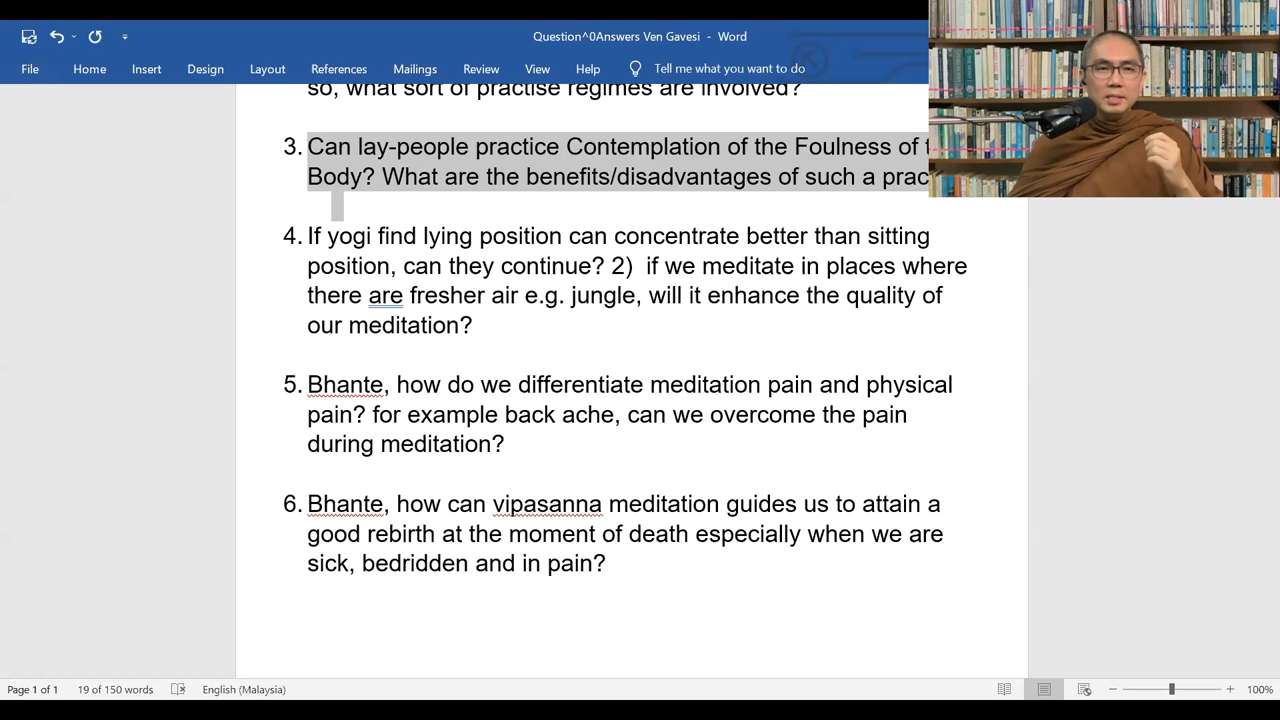 Question^0Answers Ven Gavesi - Word
File Home Insert Design Layout References Mailings Review View Help Tell me what you want to do
so, what sort of practise regimes are involved?
3. Can lay-people practice Contemplation of the Foulness of
Body? What are the benefits/disadvantages of such a prac
4. If yogi find lying position can concentrate better than sitting
position, can they continue? 2) if we meditate in places where
there are fresher air e.g. jungle, will it enhance the quality of
our meditation?
5. Bhante, how do we differentiate meditation pain and physical
pain? for example back ache, can we overcome the pain
during meditation?
6. Bhante, how can vipasanna meditation guides us to attain a
good rebirth at the moment of death especially when we are
sick, bedridden and in pain?
Page 1 of 1 19 of 150 words English (Malaysia) 100%